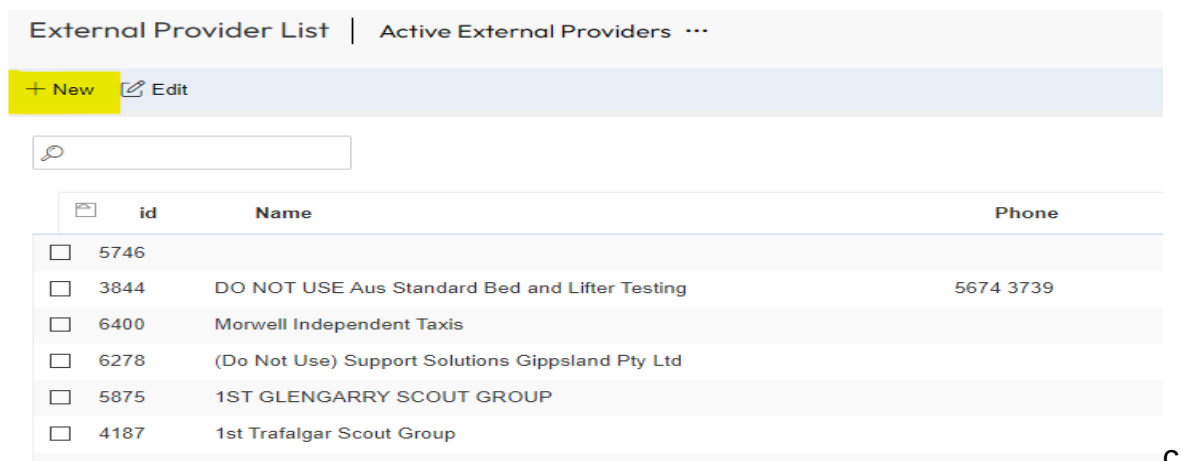 External Provider List | Active External Providers ...
+ New Edit
id Name Phone
5746
3844 DO NOT USE Aus Standard Bed and Lifter Testing 5674 3739
6400 Morwell Independent Taxis
6278 (Do Not Use) Support Solutions Gippsland Pty Ltd
5875 1ST GLENGARRY SCOUT GROUP
4187 1st Trafalgar Scout Group